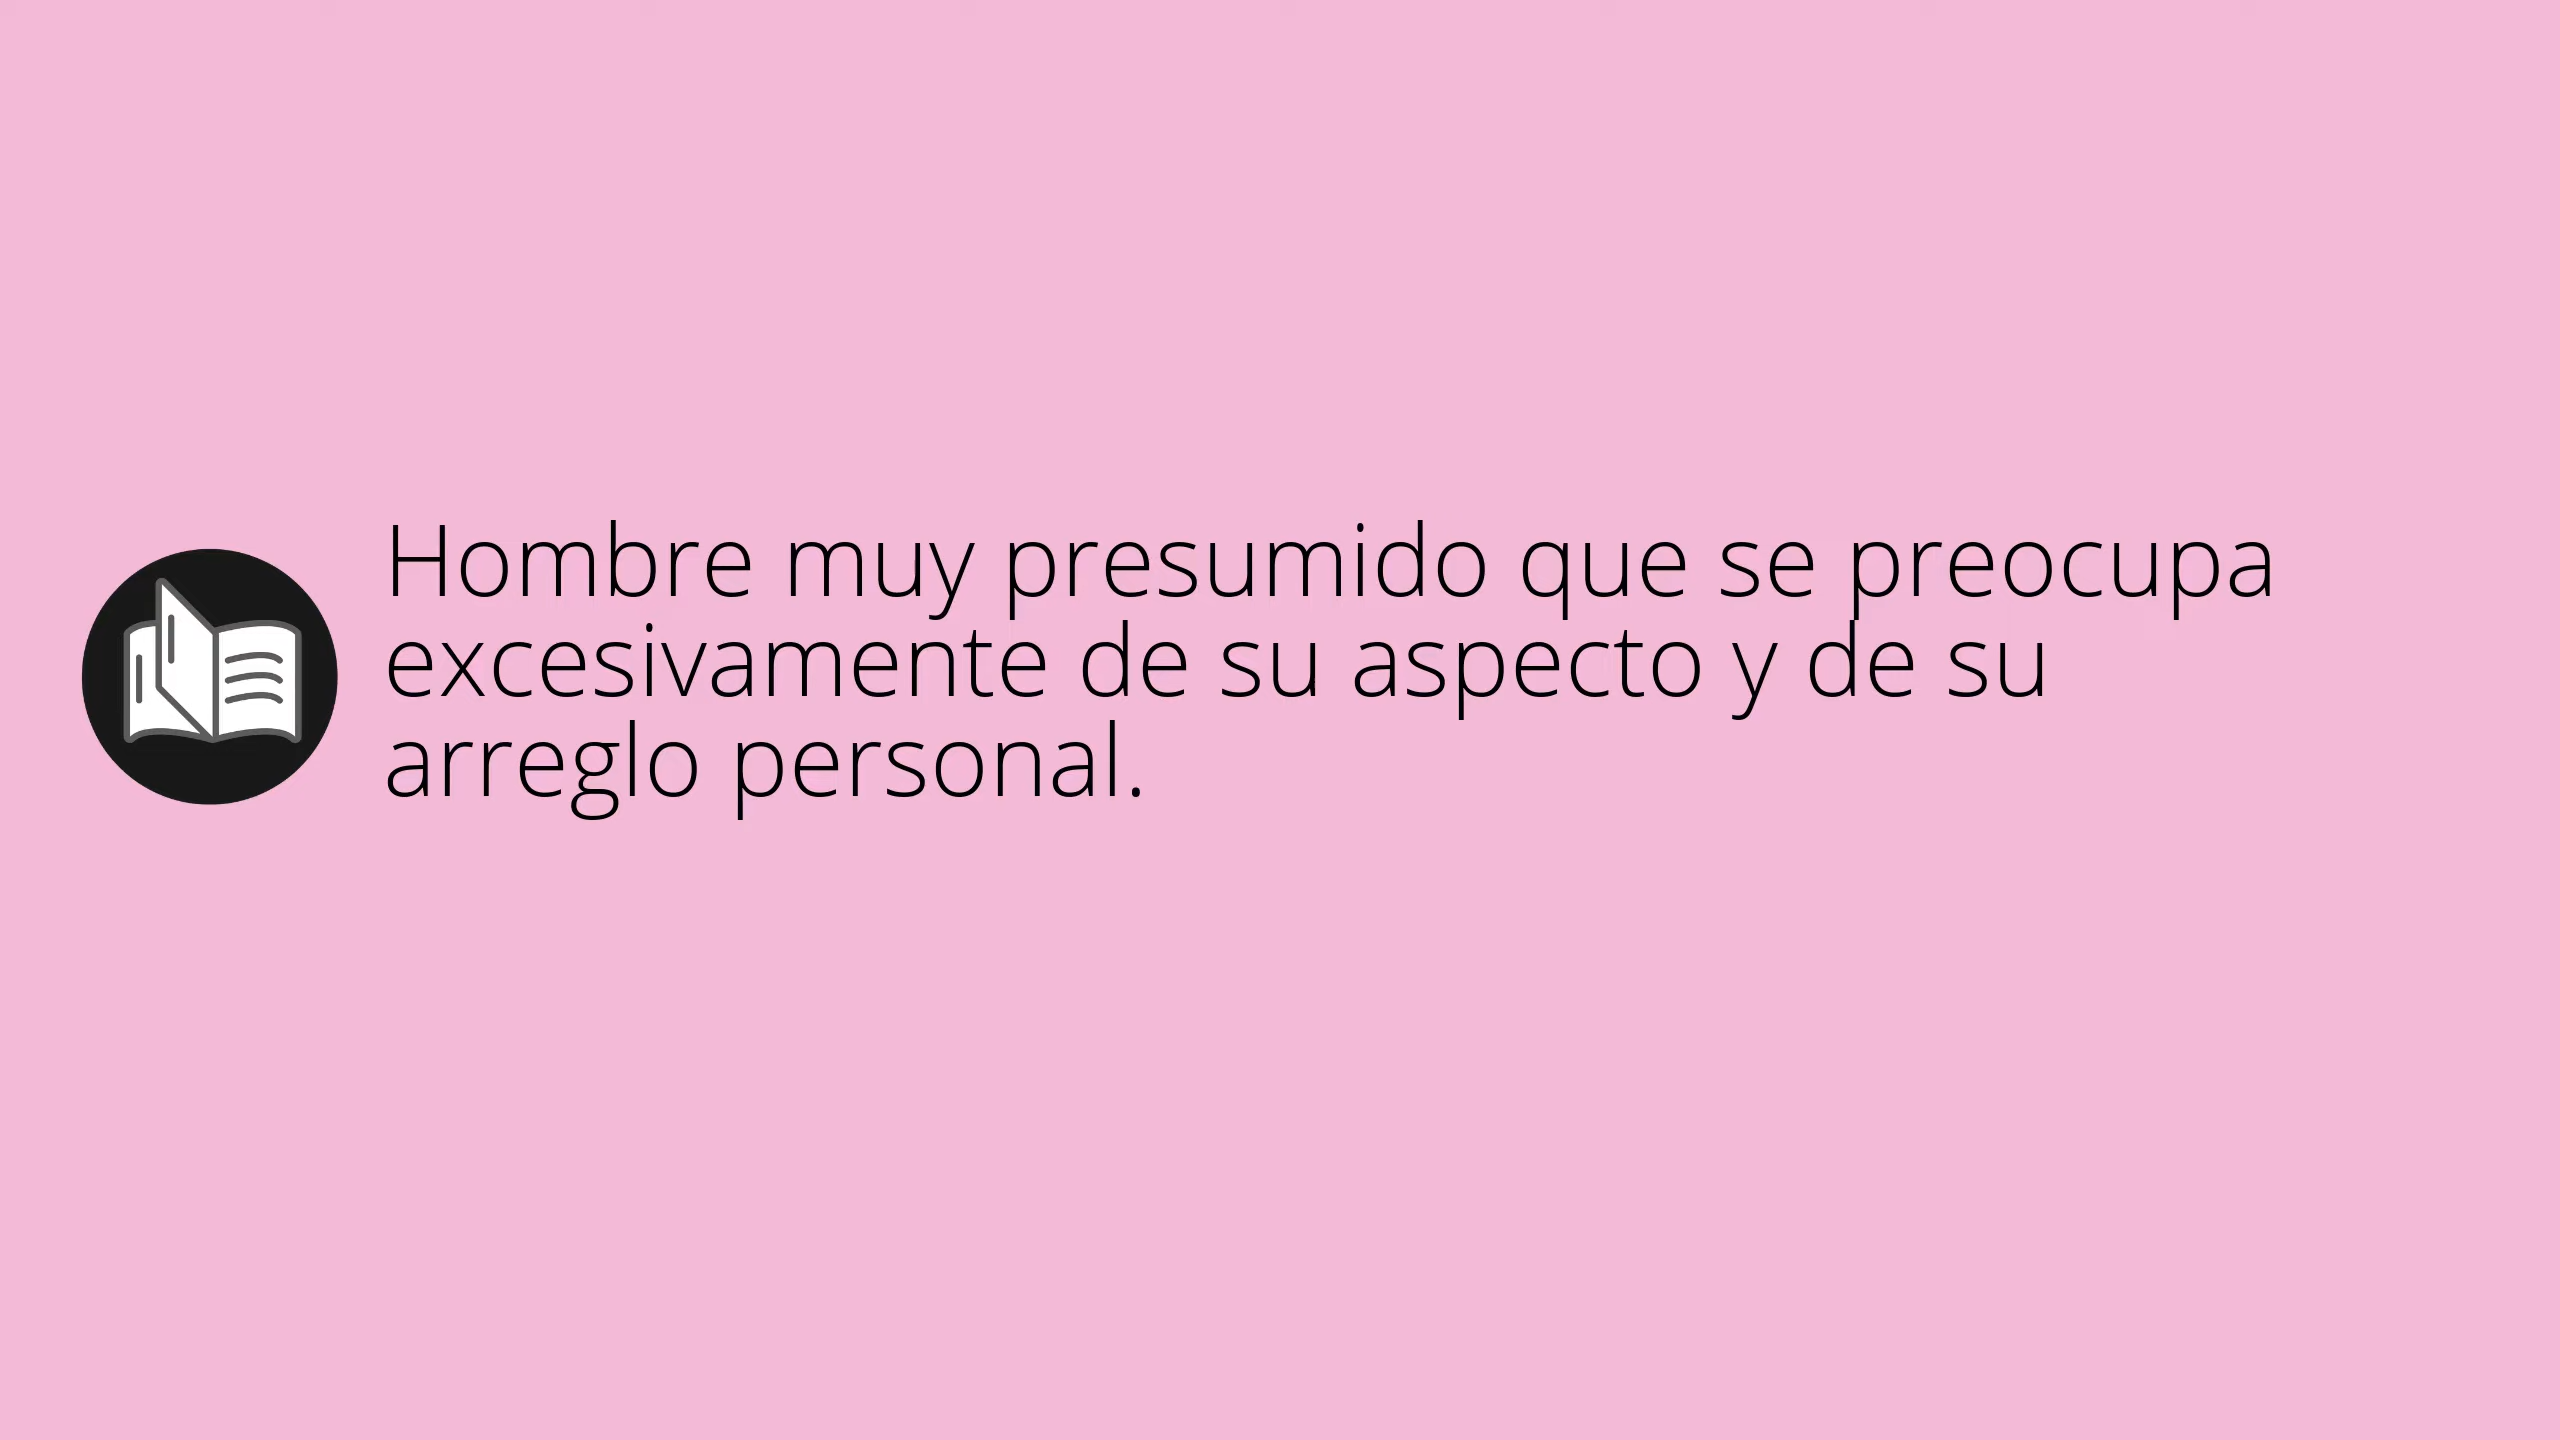 Hombre muy presumido que se preocupa
excesivamente de su aspecto y de su
arreglo personal.